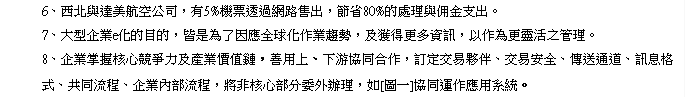 6、西北與達美航空公司，有5%機票透過網路售出，節省80%的處理與佣金支出。
7、大型企業e化的目的，皆是為了因應全球化作業趨勢，及獲得更多資訊，以作為更靈活之管理。
8、企業掌握核心競爭力及產業價值鏈，善用上、下游協同合作，訂定交易夥伴、交易安全、傳送通道、訊息格
式、共同流程、企業內部流程，將非核心部分委外辦理，如[圖一]協同運作應用系統。